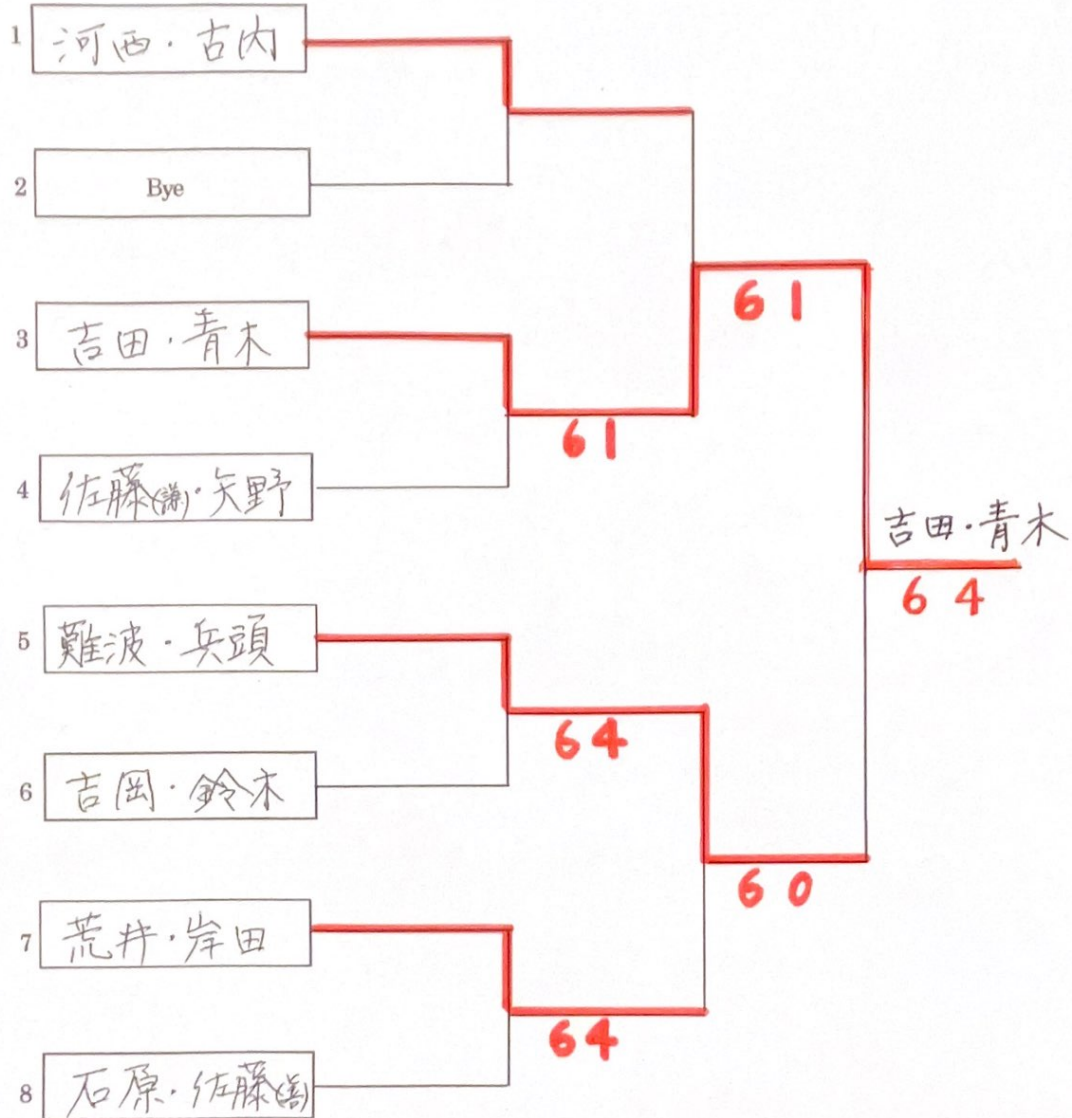 1 河西・古内
2 Bye
3 吉田・青木
4 佐藤(謙)・矢野
5 難波・兵頭
6 吉岡・鈴木
7 荒井・岸田
8 石原・佐藤(善)
61
64
64
61
60
吉田・青木
64